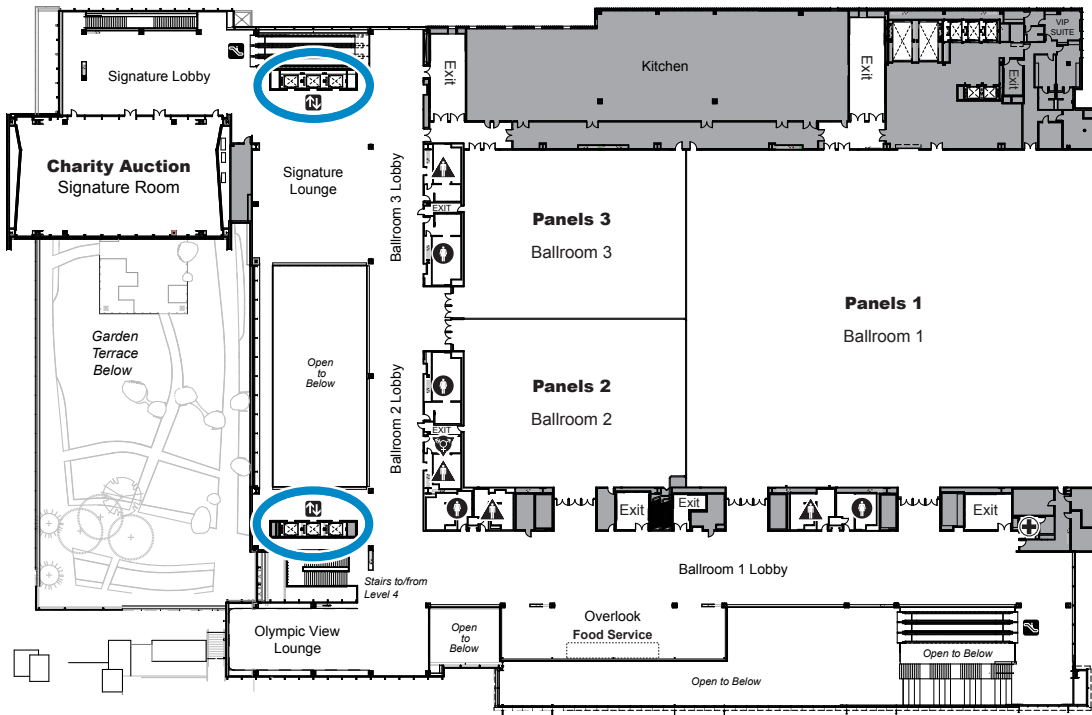 VIP
SUITE
Signature Lobby
Exit
Kitchen
Exit
Exit
Charity Auction
Signature Room
Signature
Lounge
Ballroom 3 Lobby
EXIT
Panels 3
Ballroom 3
Panels 1
Ballroom 1
Garden
Terrace
Below
Open
to
Below
Ballroom 2 Lobby
Panels 2
Ballroom 2
EXIT
Exit
Exit
Exit
Stairs to/from
Level 4
Ballroom 1 Lobby
Olympic View
Lounge
Open
to
Below
Overlook
Food Service
Open to Below
Open to Below